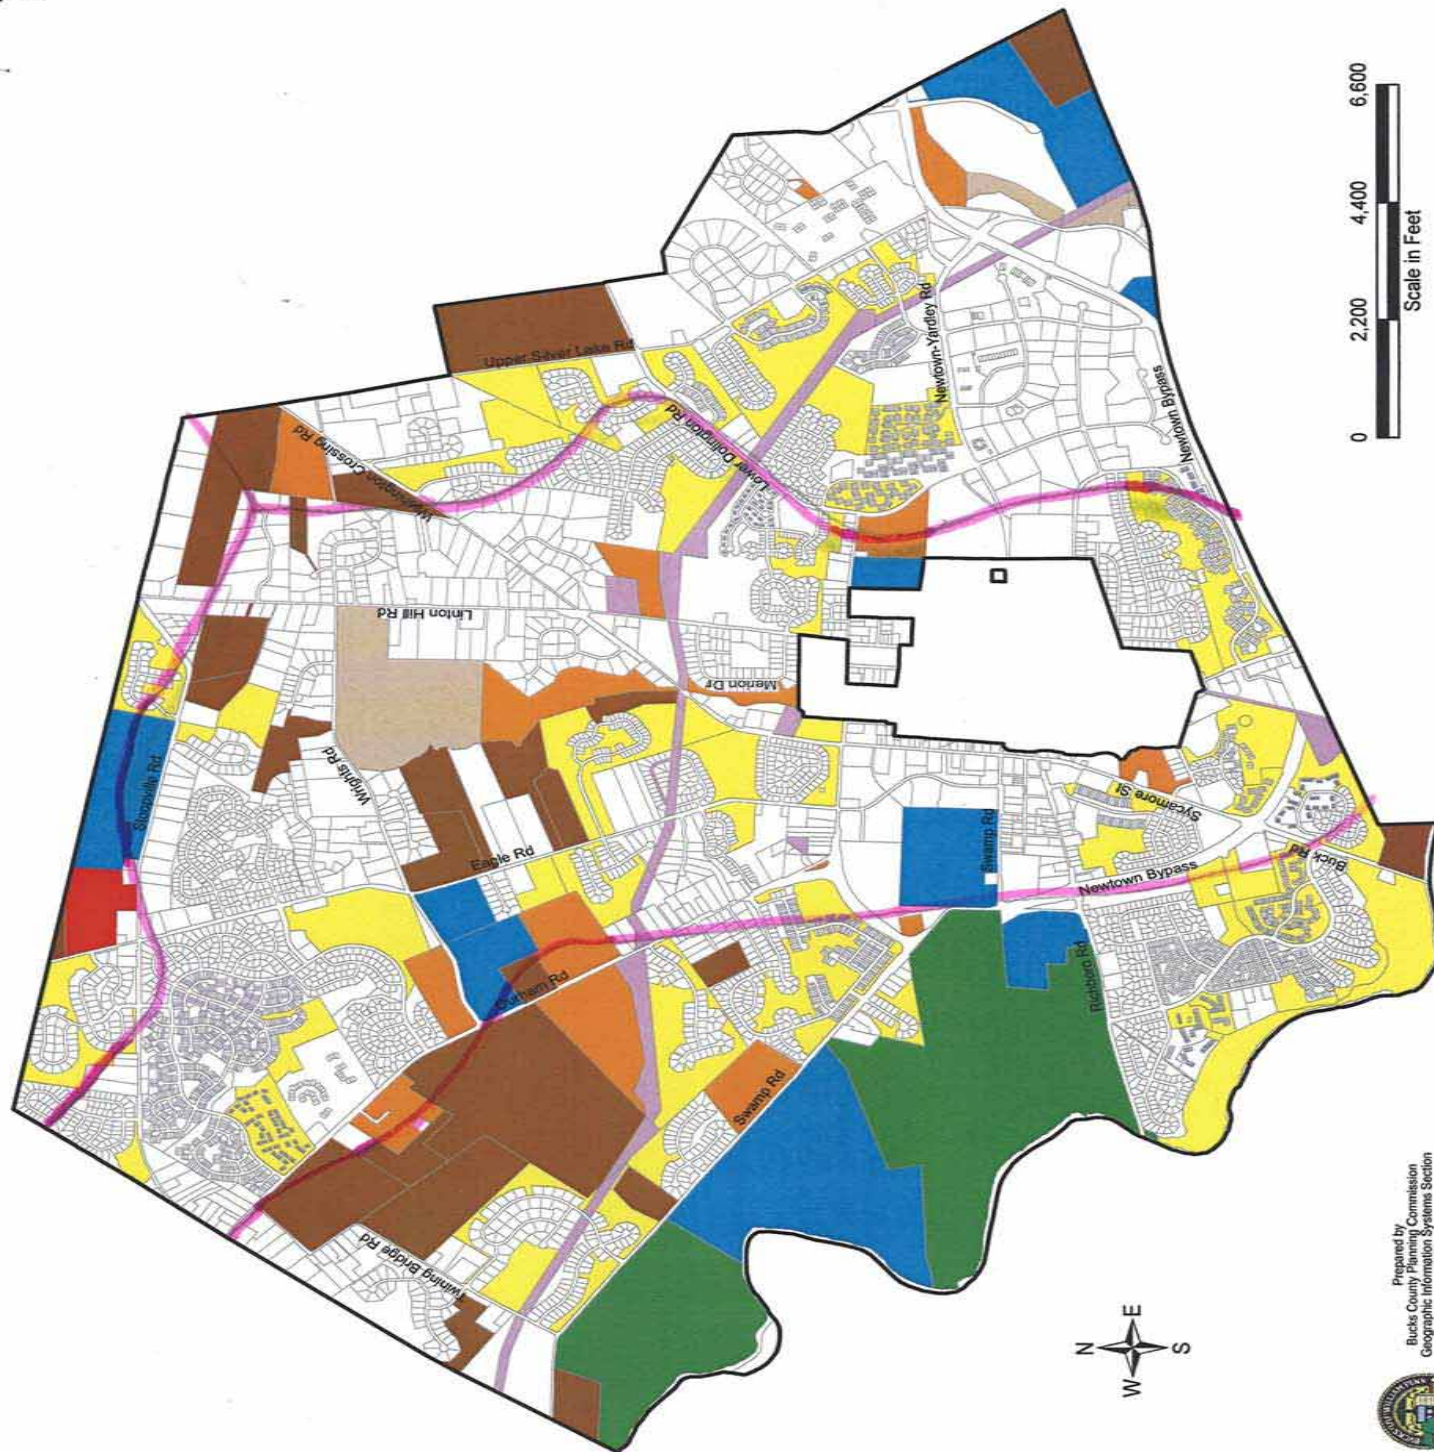 Upper Silver Lake Rd
Washington Crossing Rd
Linton Hill Rd
Stoopville Rd
Wrights Rd
Eagle Rd
Durham Rd
Lower Dolington Rd
Newtown-Yardley Rd
Newtown Bypass
Merion Dr
Swamp Rd
Sycamore St
Newtown Bypass
Buck Rd
Richboro Rd
Swamp Rd
Twining Bridge Rd
0 2,200 4,400 6,600
Scale in Feet
N
W E
S
Prepared by
Bucks County Planning Commission
Geographic Information Systems Section